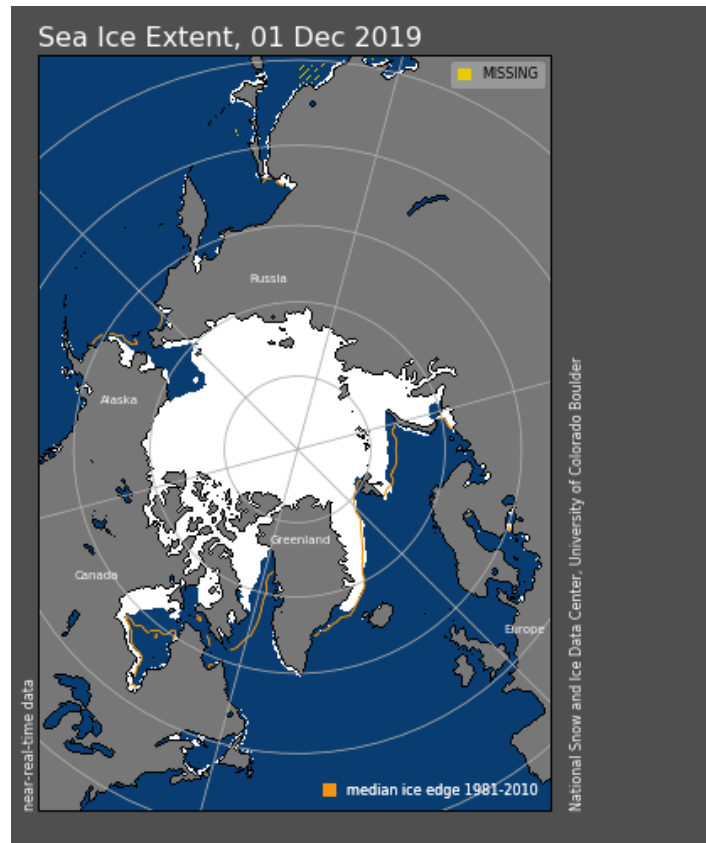 Sea Ice Extent, 01 Dec 2019
MISSING
Russia
Alaska
Greenland
Canada
Europe
near-real-time data
median ice edge 1981-2010
National Snow and Ice Data Center, University of Colorado Boulder